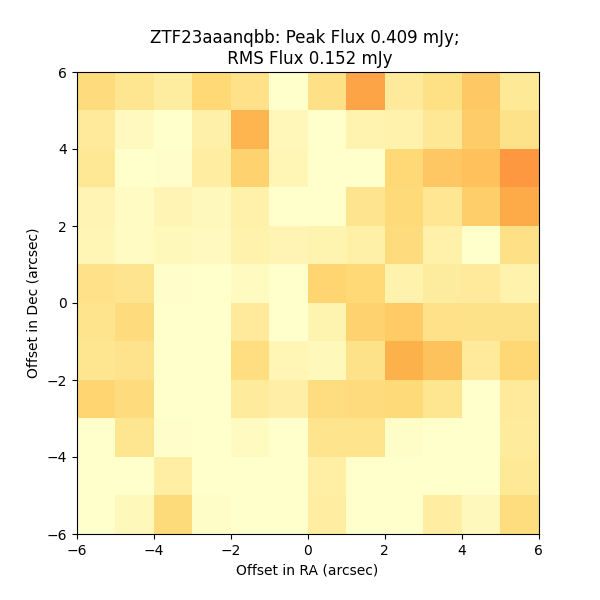 ZTF23aaanqbb: Peak Flux 0.409 mJy;
RMS Flux 0.152 mJy
6
4
2
0
−2
−4
−6
Offset in Dec (arcsec)
−6 −4 −2 0 2 4 6
Offset in RA (arcsec)